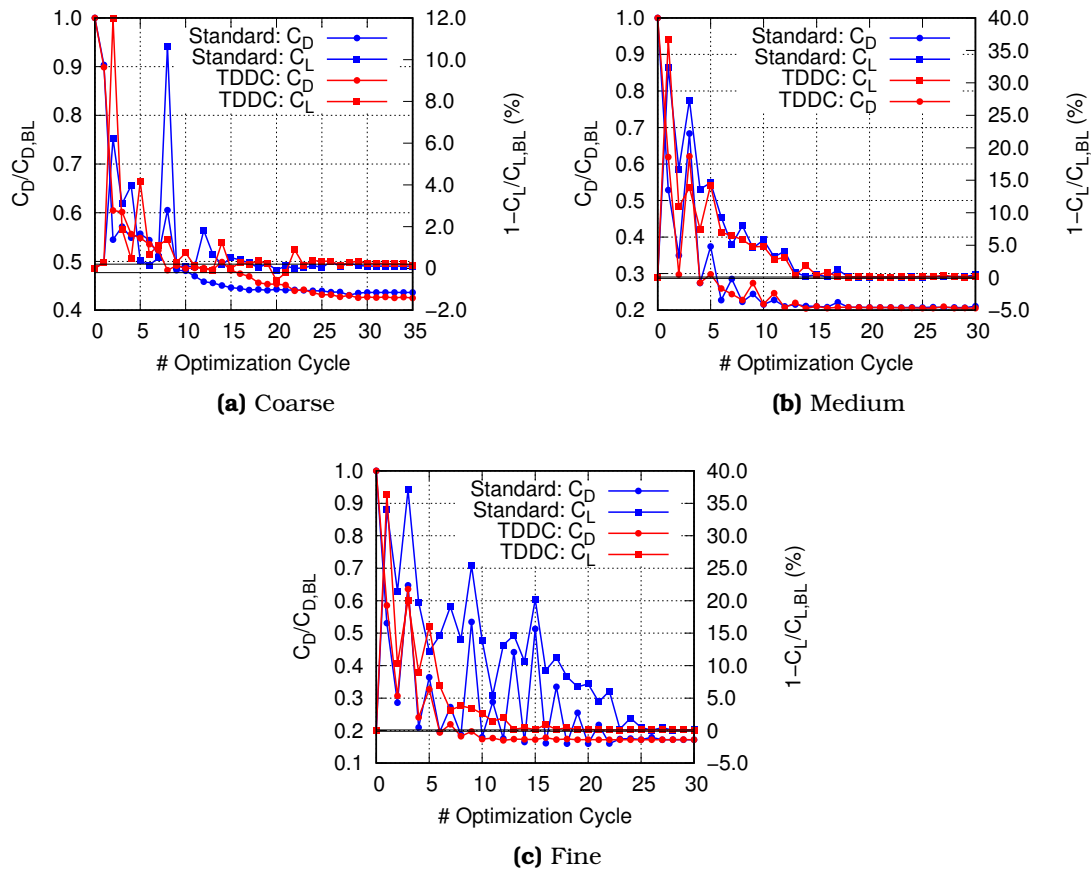 Standard: C_D
Standard: C_L
TDDC: C_D
TDDC: C_L
C_D/C_D,BL
1.0
0.9
0.8
0.7
0.6
0.5
0.4
12.0
10.0
8.0
6.0
4.0
2.0
0
-2.0
1−C_L/C_L,BL (%)
0 5 10 15 20 25 30 35
# Optimization Cycle
(a) Coarse
Standard: C_D
Standard: C_L
TDDC: C_D
TDDC: C_L
C_D/C_D,BL
1.0
0.9
0.8
0.7
0.6
0.5
0.4
0.3
0.2
40.0
35.0
30.0
25.0
20.0
15.0
10.0
5.0
0
−5.0
1−C_L/C_L,BL (%)
0 5 10 15 20 25 30
# Optimization Cycle
(b) Medium
Standard: C_D
Standard: C_L
TDDC: C_D
TDDC: C_L
C_D/C_D,BL
1.0
0.9
0.8
0.7
0.6
0.5
0.4
0.3
0.2
0.1
40.0
35.0
30.0
25.0
20.0
15.0
10.0
5.0
0
−5.0
1−C_L/C_L,BL (%)
0 5 10 15 20 25 30
# Optimization Cycle
(c) Fine